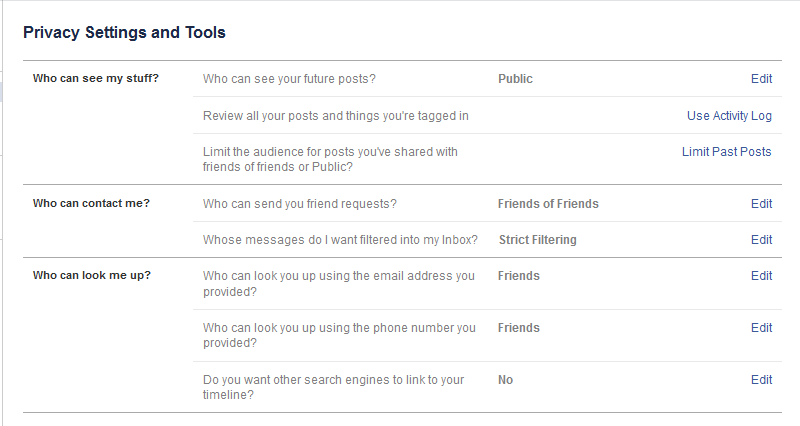 Privacy Settings and Tools
Who can see my stuff? Who can see your future posts? Public Edit
Review all your posts and things you're tagged in Use Activity Log
Limit the audience for posts you've shared with Limit Past Posts
friends of friends or Public?
Who can contact me? Who can send you friend requests? Friends of Friends Edit
Whose messages do I want filtered into my Inbox? Strict Filtering Edit
Who can look me up? Who can look you up using the email address you Friends Edit
provided?
Who can look you up using the phone number you Friends Edit
provided?
Do you want other search engines to link to your No Edit
timeline?